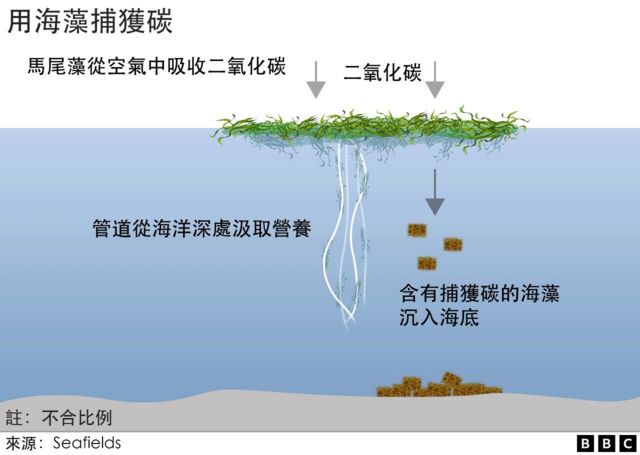 用海藻捕獲碳
馬尾藻從空氣中吸收二氧化碳
二氧化碳
管道從海洋深處汲取營養
含有捕獲碳的海藻
沉入海底
註：不合比例
來源：Seafields
BBC